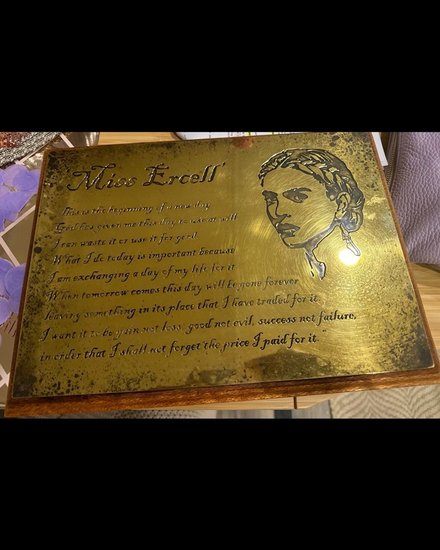 'Miss Ercell'
This is the beginning of a new day
God has given me this day to use as I will
I can waste it or use it for good
What I do today is important because
I am exchanging a day of my life for it
When tomorrow comes this day will be gone forever
leaving something in its place that I have traded for it.
I want it to be gain not loss, good not evil, success not failure,
in order that I shall not forget the price I paid for it."